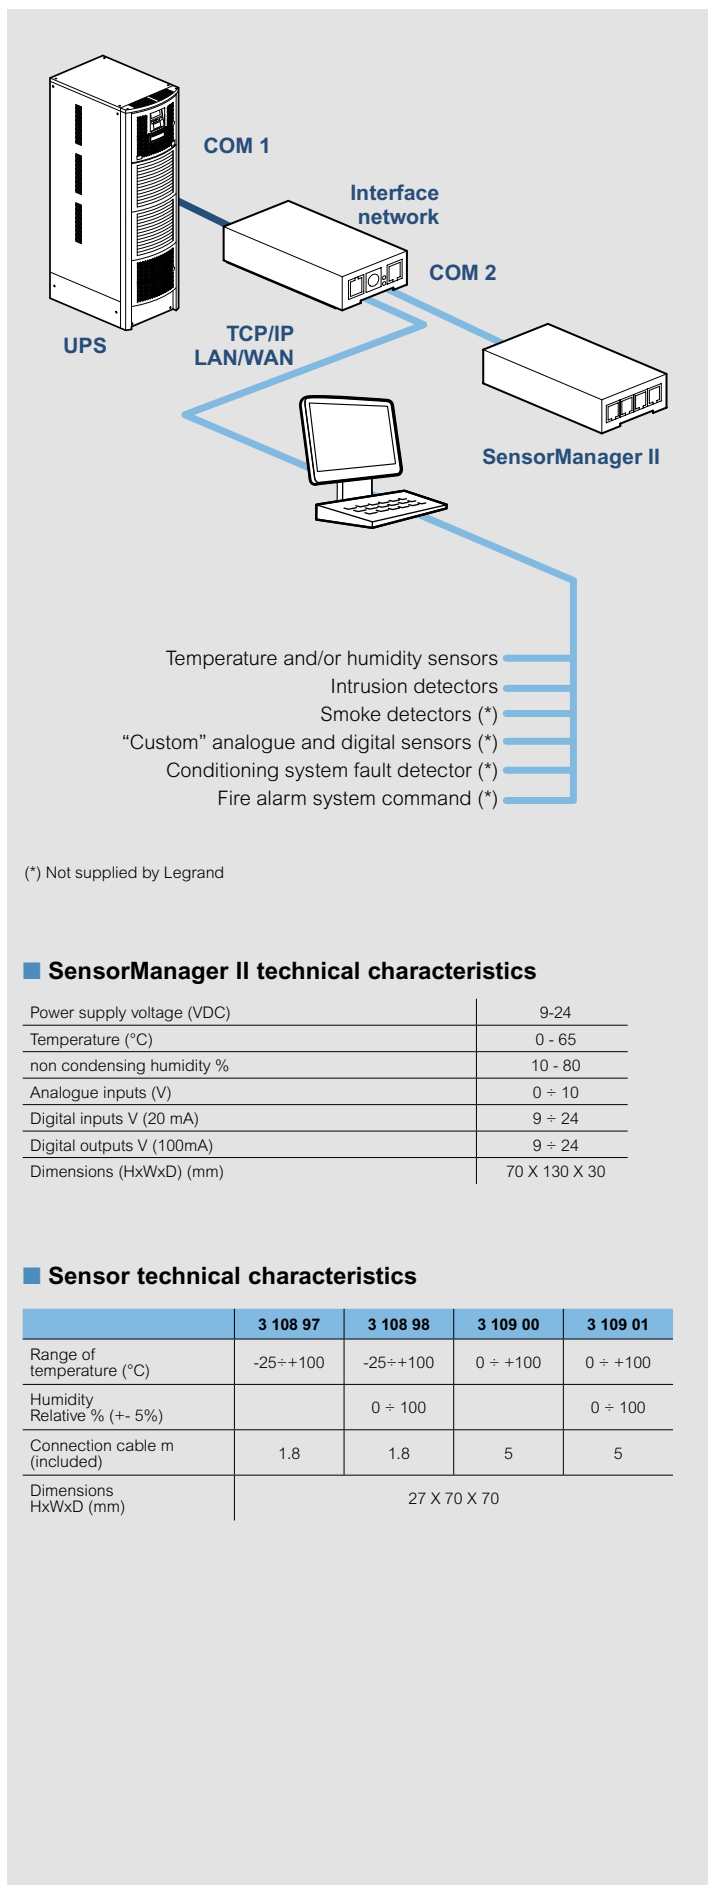 COM 1
Interface
network
COM 2
UPS
TCP/IP
LAN/WAN
SensorManager II
Temperature and/or humidity sensors
Intrusion detectors
Smoke detectors (*)
“Custom” analogue and digital sensors (*)
Conditioning system fault detector (*)
Fire alarm system command (*)
(*) Not supplied by Legrand
SensorManager II technical characteristics
Power supply voltage (VDC) 9-24
Temperature (°C) 0 - 65
non condensing humidity % 10 - 80
Analogue inputs (V) 0 ÷ 10
Digital inputs V (20 mA) 9 ÷ 24
Digital outputs V (100mA) 9 ÷ 24
Dimensions (HxWxD) (mm) 70 X 130 X 30
Sensor technical characteristics
3 108 97 3 108 98 3 109 00 3 109 01
Range of
temperature (°C) -25÷+100 -25÷+100 0 ÷ +100 0 ÷ +100
Humidity
Relative % (+- 5%) 0 ÷ 100 0 ÷ 100
Connection cable m
(included) 1.8 1.8 5 5
Dimensions
HxWxD (mm) 27 X 70 X 70